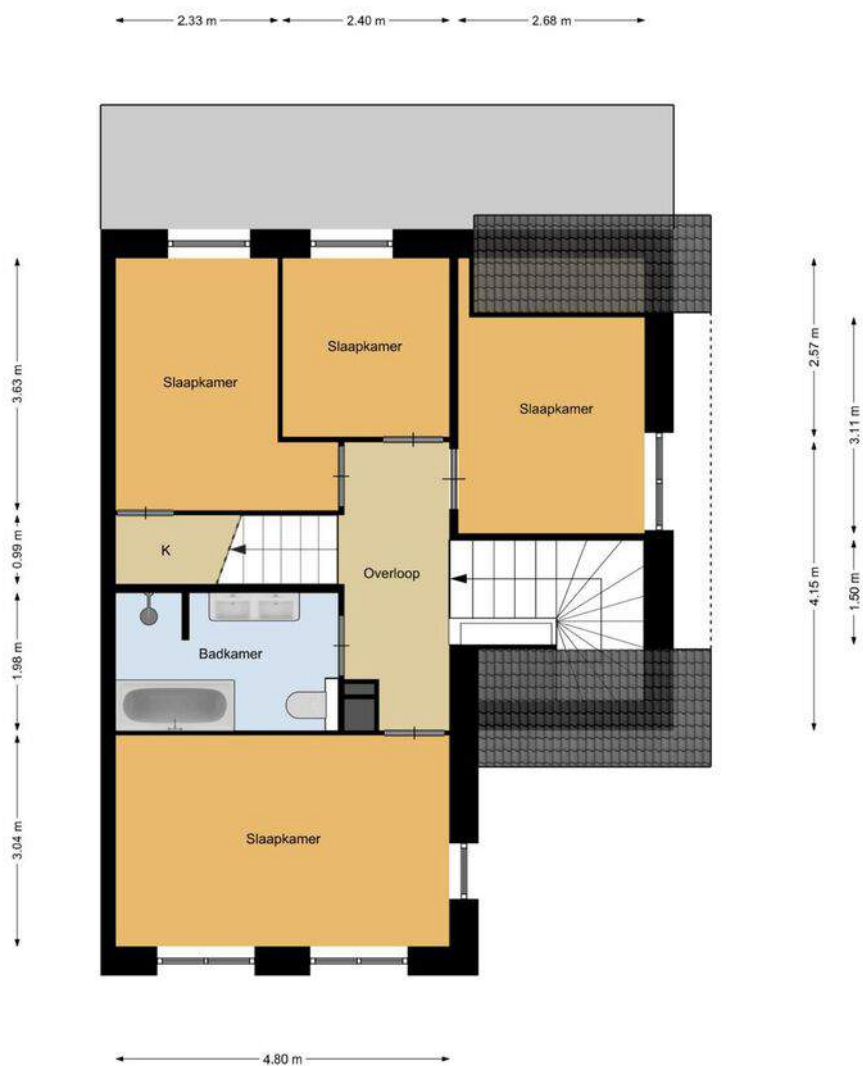 2.33 m
2.40 m
2.68 m
Slaapkamer
Slaapkamer
Slaapkamer
3.63 m
2.57 m
3.11 m
K
0.99 m
Overloop
4.15 m
1.50 m
Badkamer
1.98 m
Slaapkamer
3.04 m
4.80 m